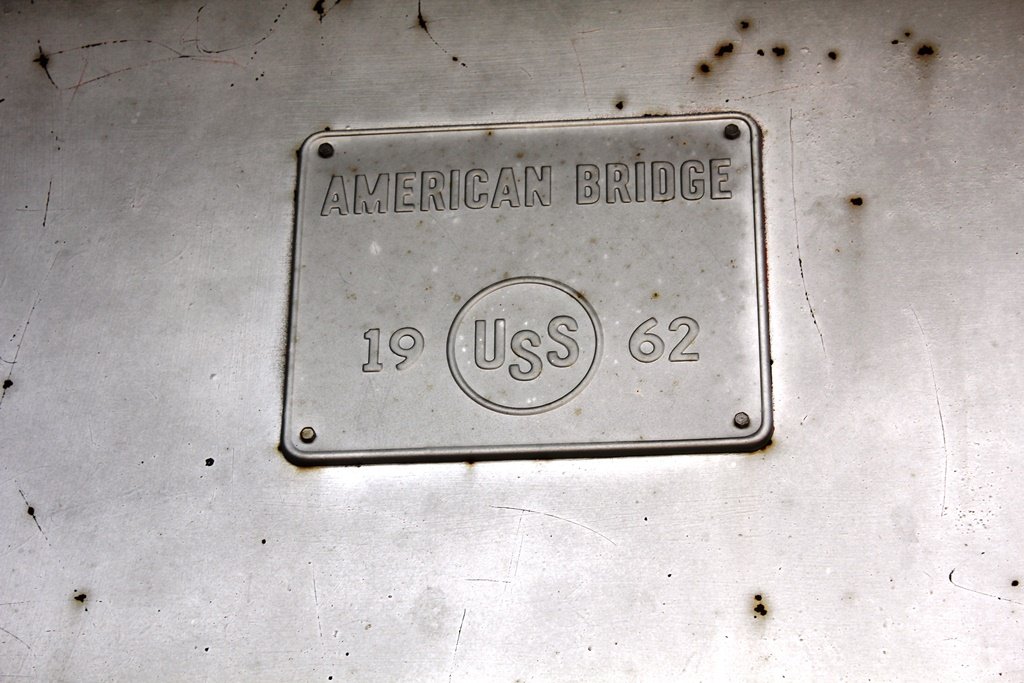 AMERICAN BRIDGE
19 USS 62